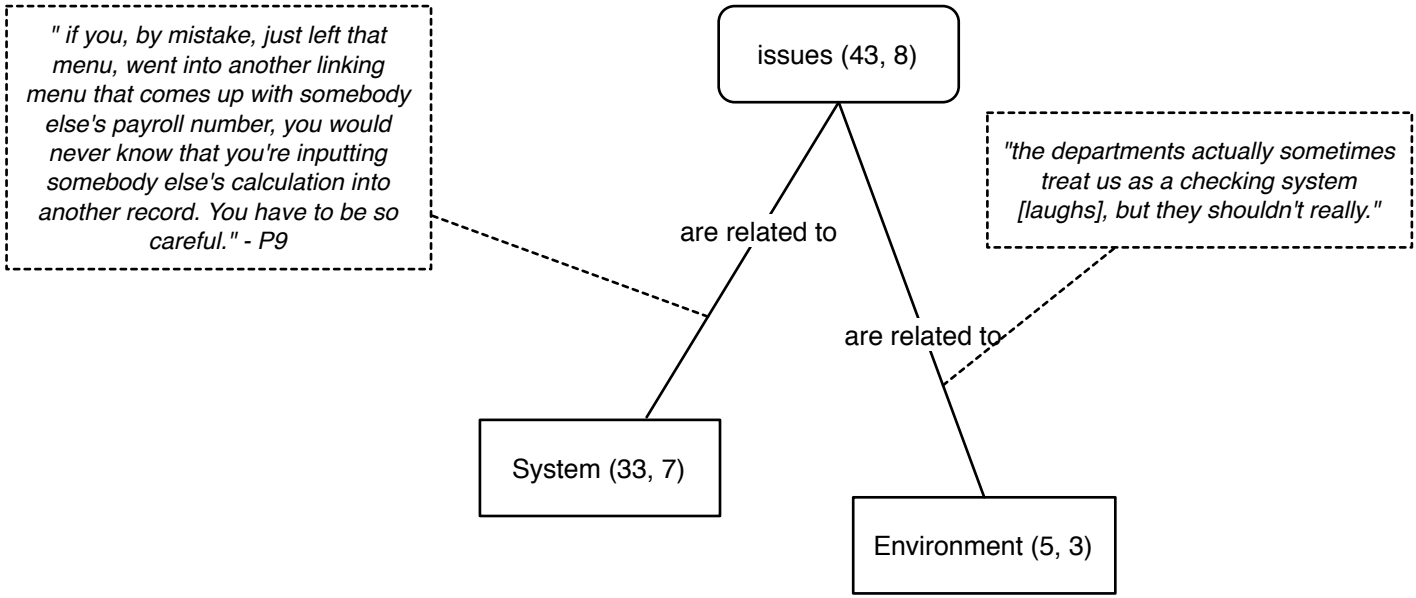 " if you, by mistake, just left that
menu, went into another linking
menu that comes up with somebody
else's payroll number, you would
never know that you're inputting
somebody else's calculation into
another record. You have to be so
careful." - P9
issues (43, 8)
"the departments actually sometimes
treat us as a checking system
[laughs], but they shouldn't really."
are related to
are related to
System (33, 7)
Environment (5, 3)